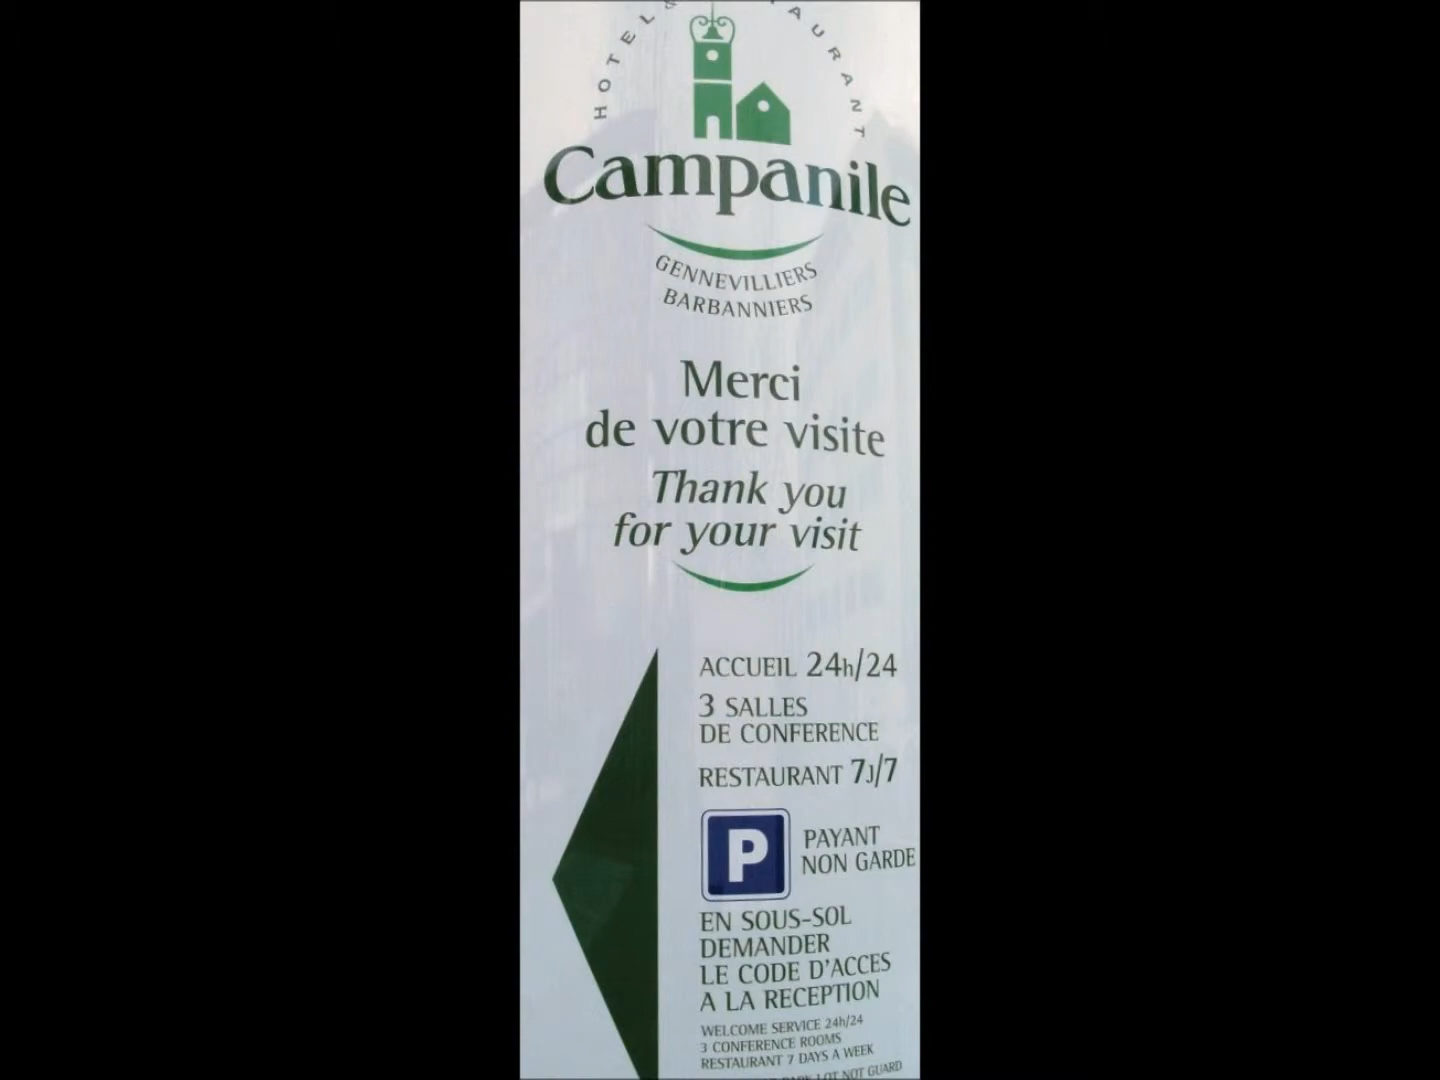 HOTEL &
Campanile
GENNEVILLIERS
BARBANNIERS
Merci
de votre visite
Thank you
for your visit
ACCUEIL 24h/24
3 SALLES
DE CONFERENCE
RESTAURANT 7J/7
P
PAYANT
NON GARDE
EN SOUS-SOL
DEMANDER
LE CODE D'ACCES
A LA RECEPTION
WELCOME SERVICE 24h/24
3 CONFERENCE ROOMS
RESTAURANT 7 DAYS A WEEK
PARK LOT NOT GUARD